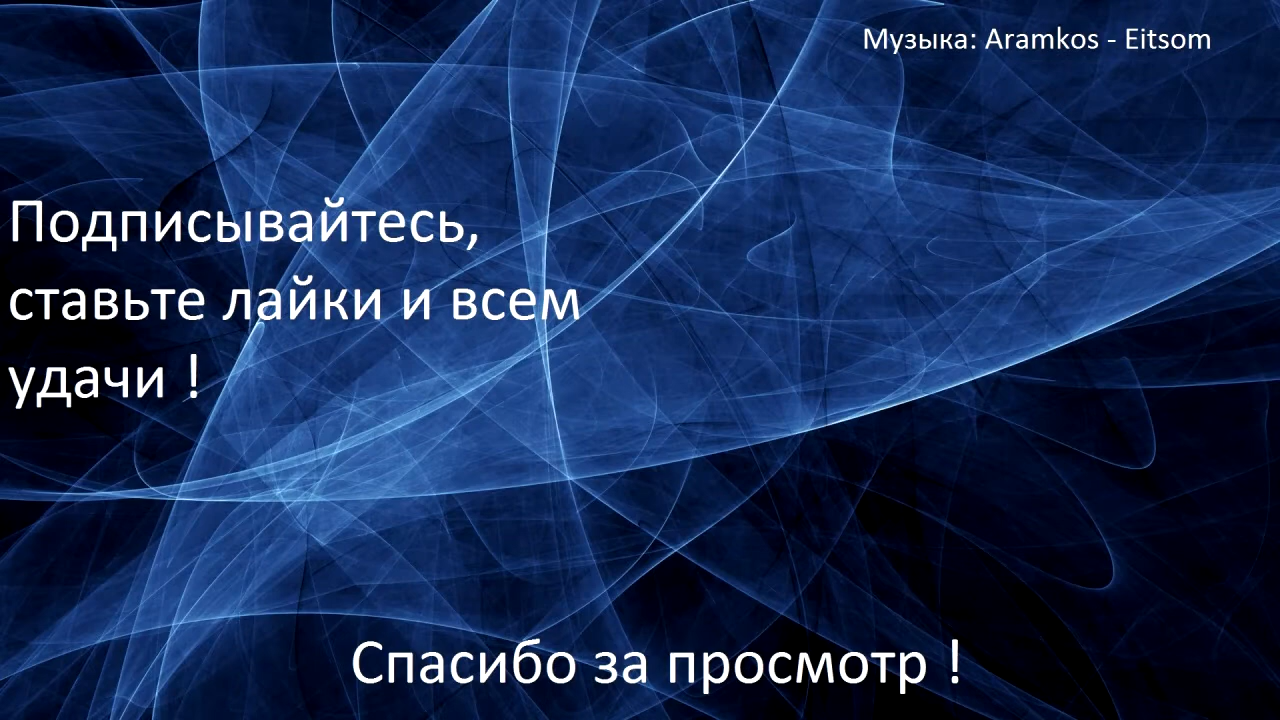 Музыка: Aramkos - Eitsom
Подписывайтесь,
ставьте лайки и всем
удачи !
Спасибо за просмотр !